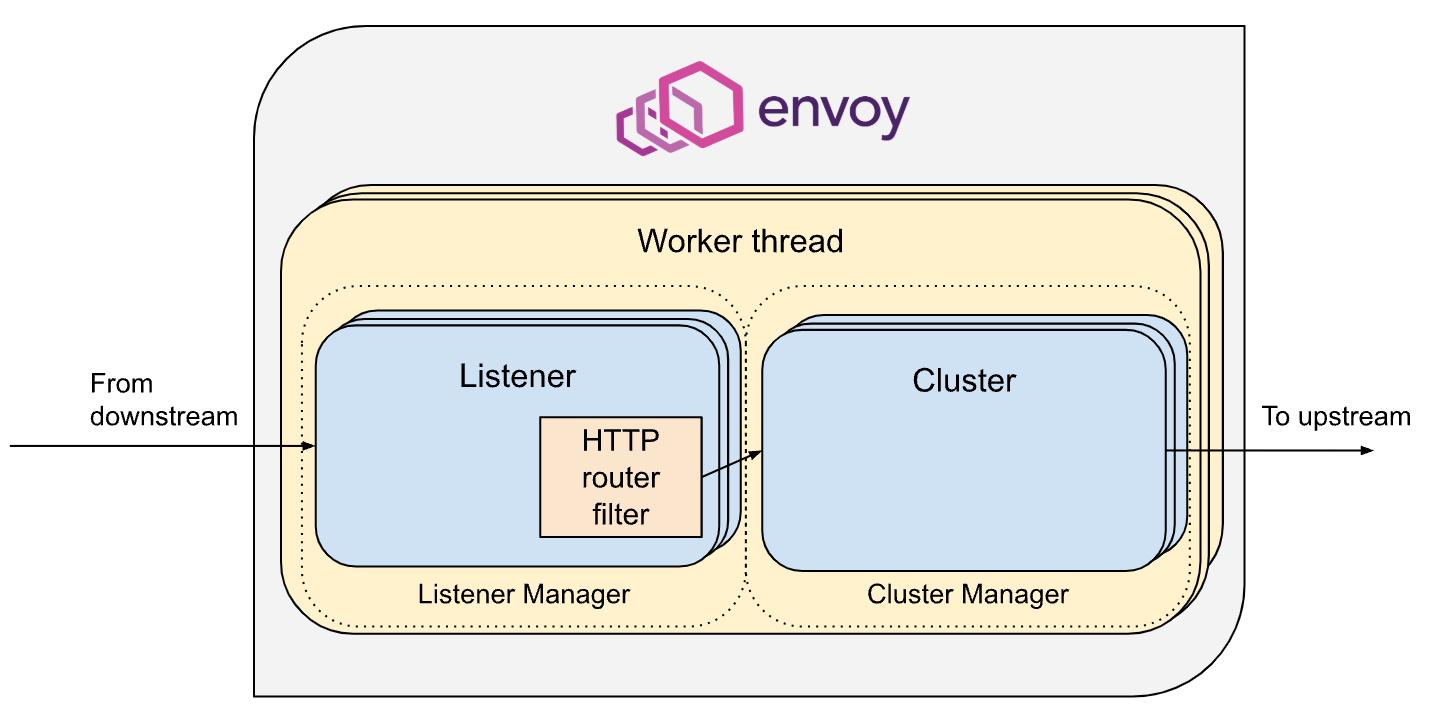 envoy
Worker thread
From
downstream
Listener
HTTP
router
filter
Listener Manager
Cluster
Cluster Manager
To upstream